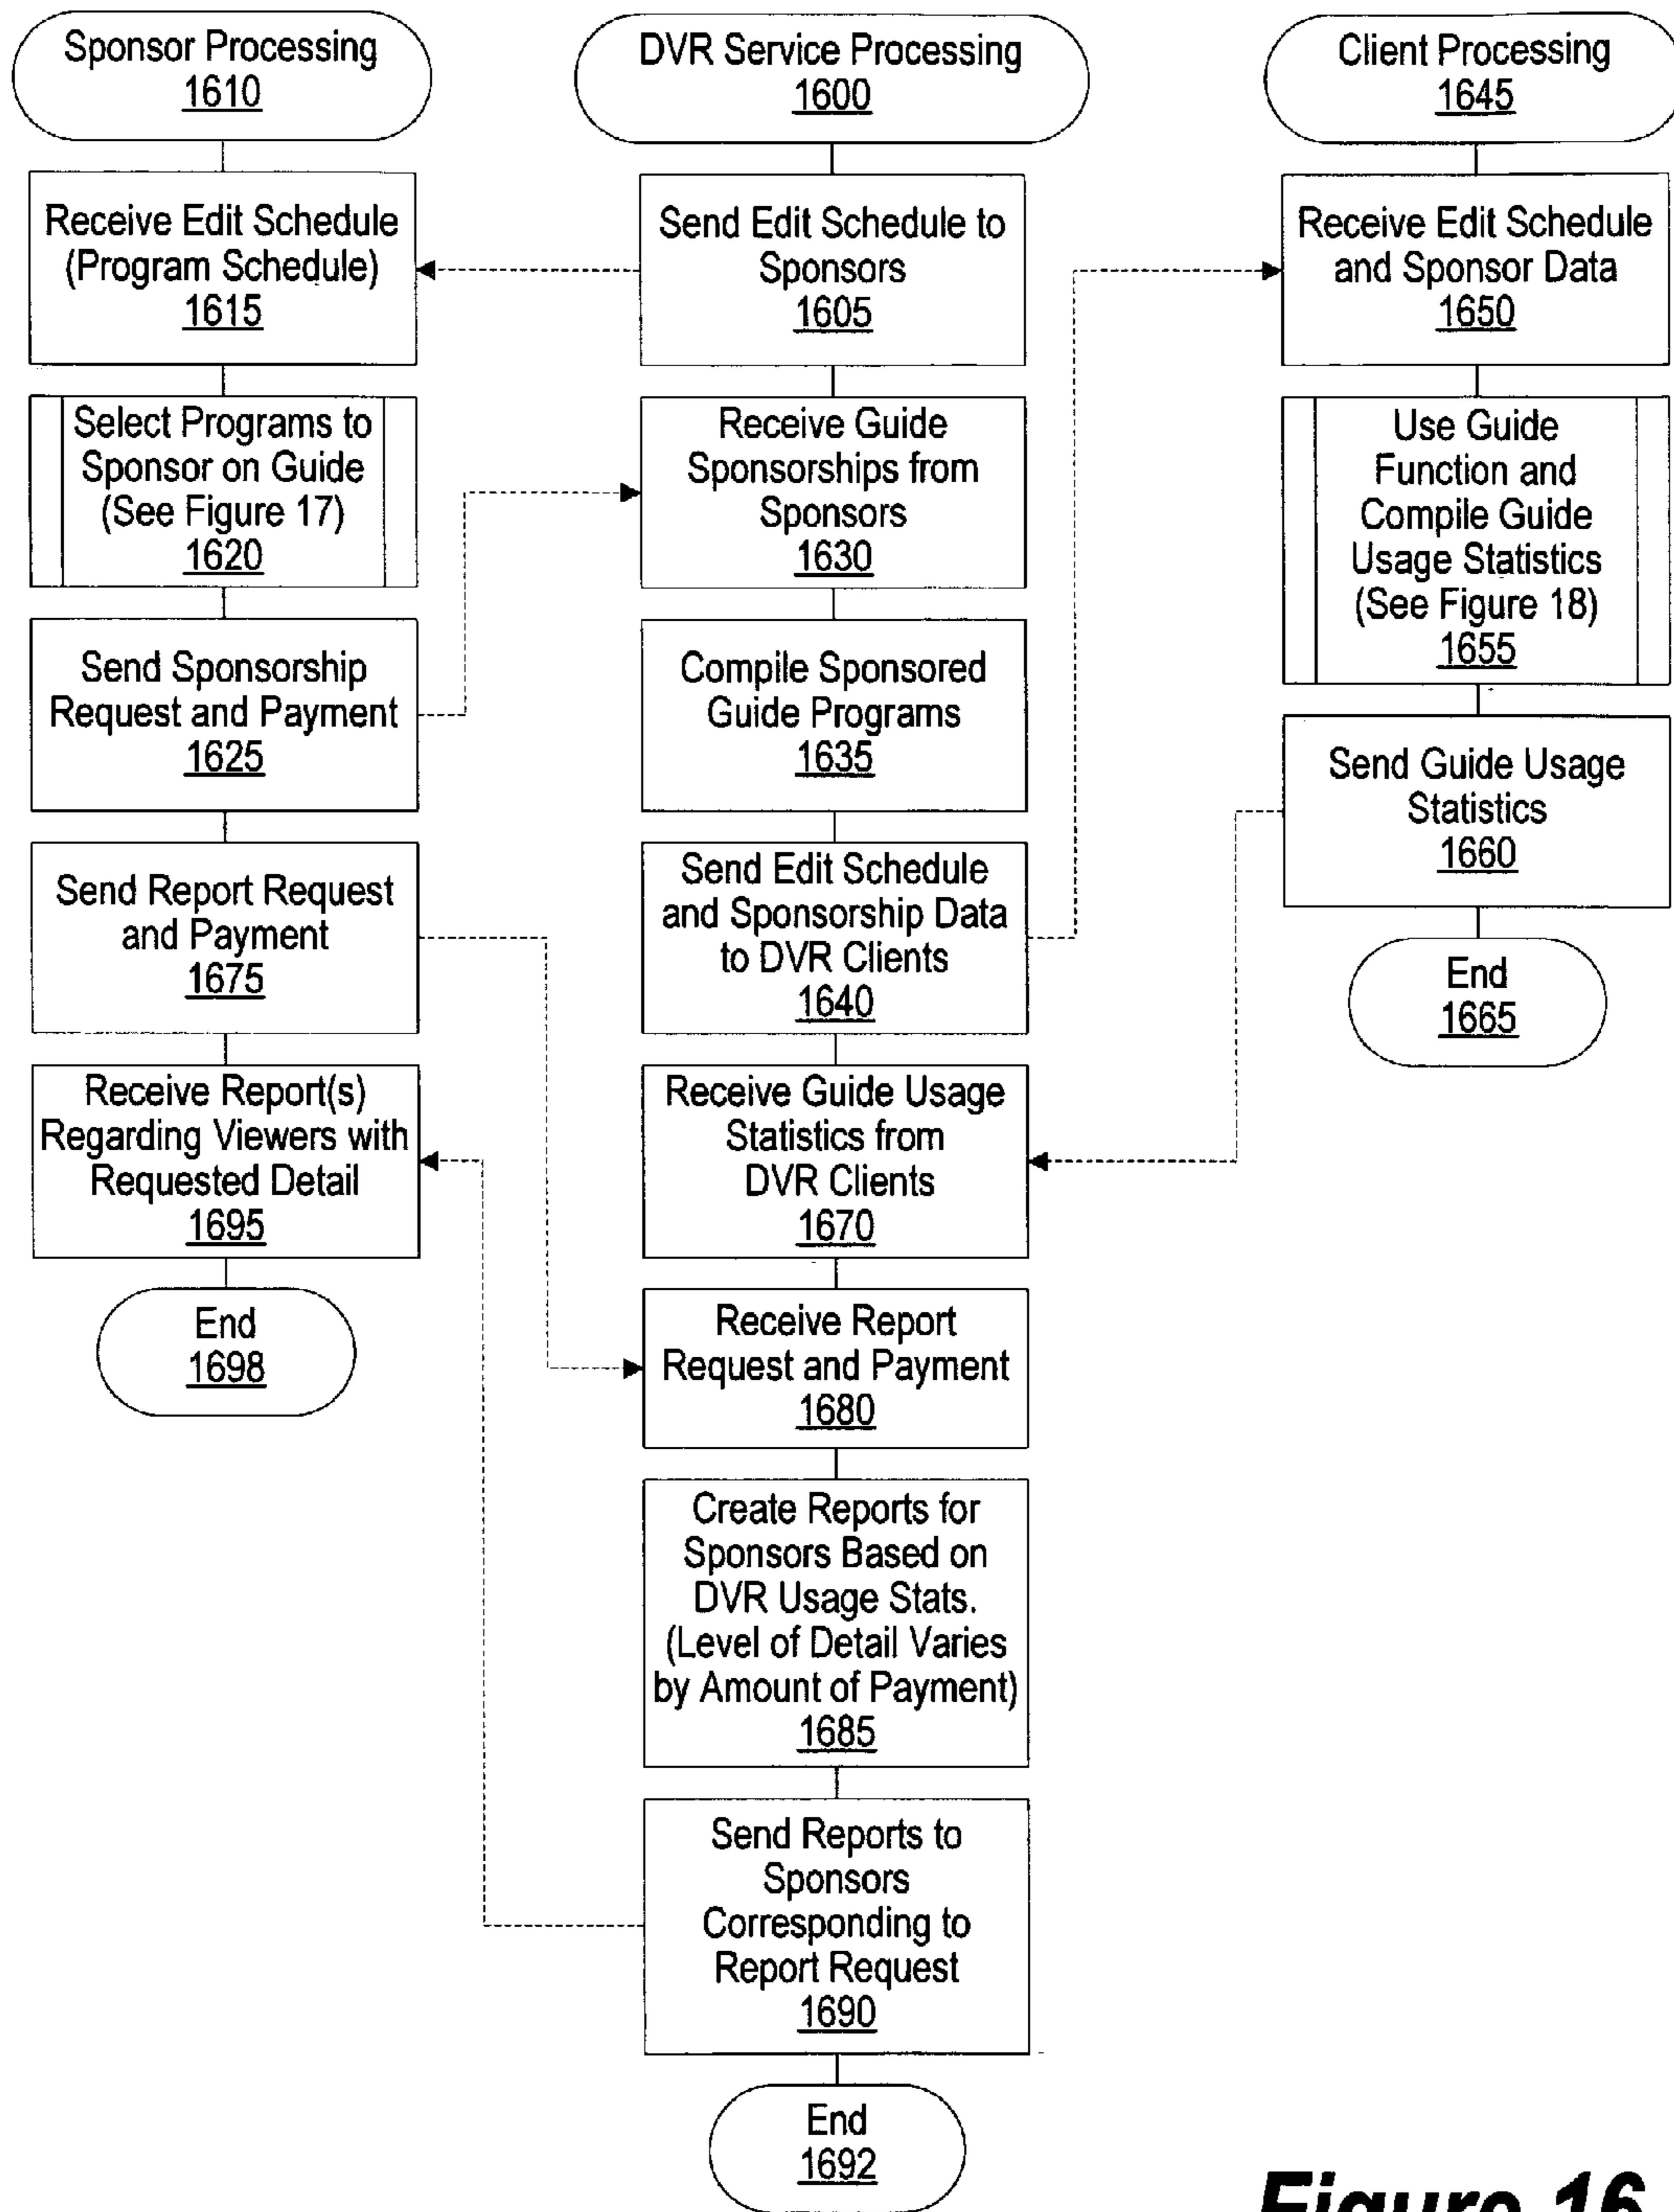 Sponsor Processing
1610
Receive Edit Schedule
(Program Schedule)
1615
Select Programs to
Sponsor on Guide
(See Figure 17)
1620
Send Sponsorship
Request and Payment
1625
Send Report Request
and Payment
1675
Receive Report(s)
Regarding Viewers with
Requested Detail
1695
End
1698
DVR Service Processing
1600
Send Edit Schedule to
Sponsors
1605
Receive Guide
Sponsorships from
Sponsors
1630
Compile Sponsored
Guide Programs
1635
Send Edit Schedule
and Sponsorship Data
to DVR Clients
1640
Receive Guide Usage
Statistics from
DVR Clients
1670
Receive Report
Request and Payment
1680
Create Reports for
Sponsors Based on
DVR Usage Stats.
(Level of Detail Varies
by Amount of Payment)
1685
Send Reports to
Sponsors
Corresponding to
Report Request
1690
End
1692
Client Processing
1645
Receive Edit Schedule
and Sponsor Data
1650
Use Guide
Function and
Compile Guide
Usage Statistics
(See Figure 18)
1655
Send Guide Usage
Statistics
1660
End
1665
Figure 16